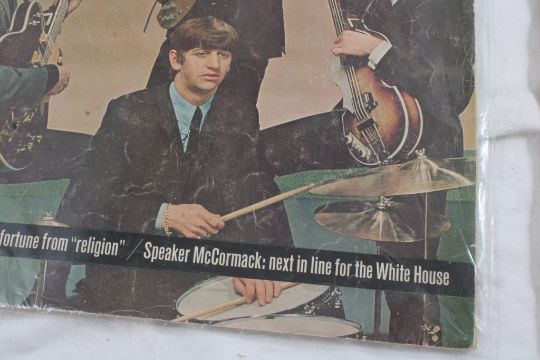 fortune from "religion" / Speaker McCormack: next in line for the White House